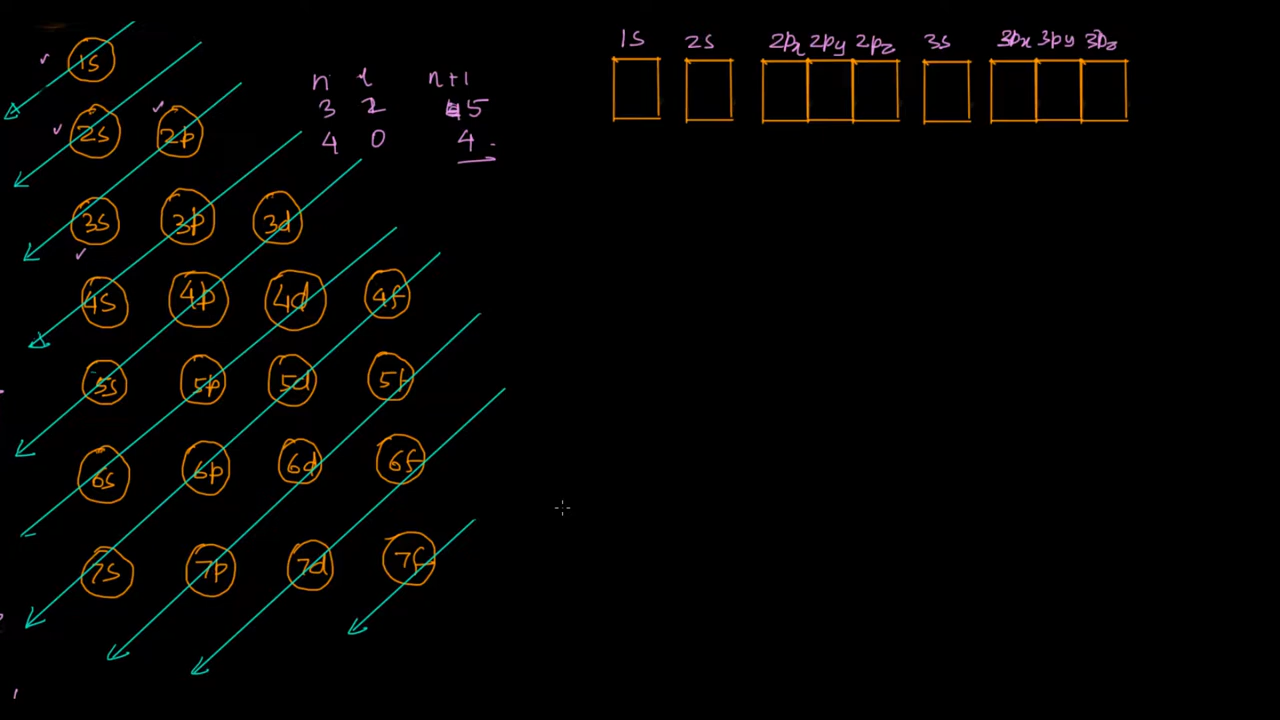 1s
2s 2p
3s 3p 3d
4s 4p 4d 4f
5s 5p 5d 5f
6s 6p 6d 6f
7s 7p 7d 7f
n l n+l
3 2 5
4 0 4
1s 2s 2px 2py 2pz 3s 3px 3py 3pz